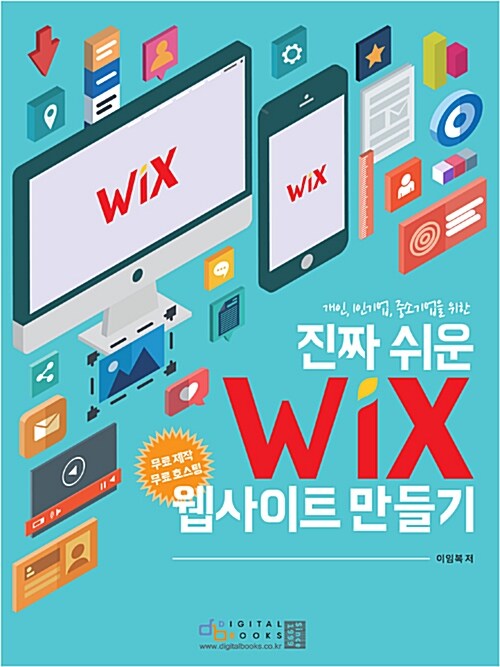 WiX
WiX
개인, 1인기업, 중소기업을 위한
진짜 쉬운
WiX
무료 제작
무료 호스팅
웹사이트 만들기
이임복 저
DIGITAL
BOOKS
Since
1999
www.digitalbooks.co.kr